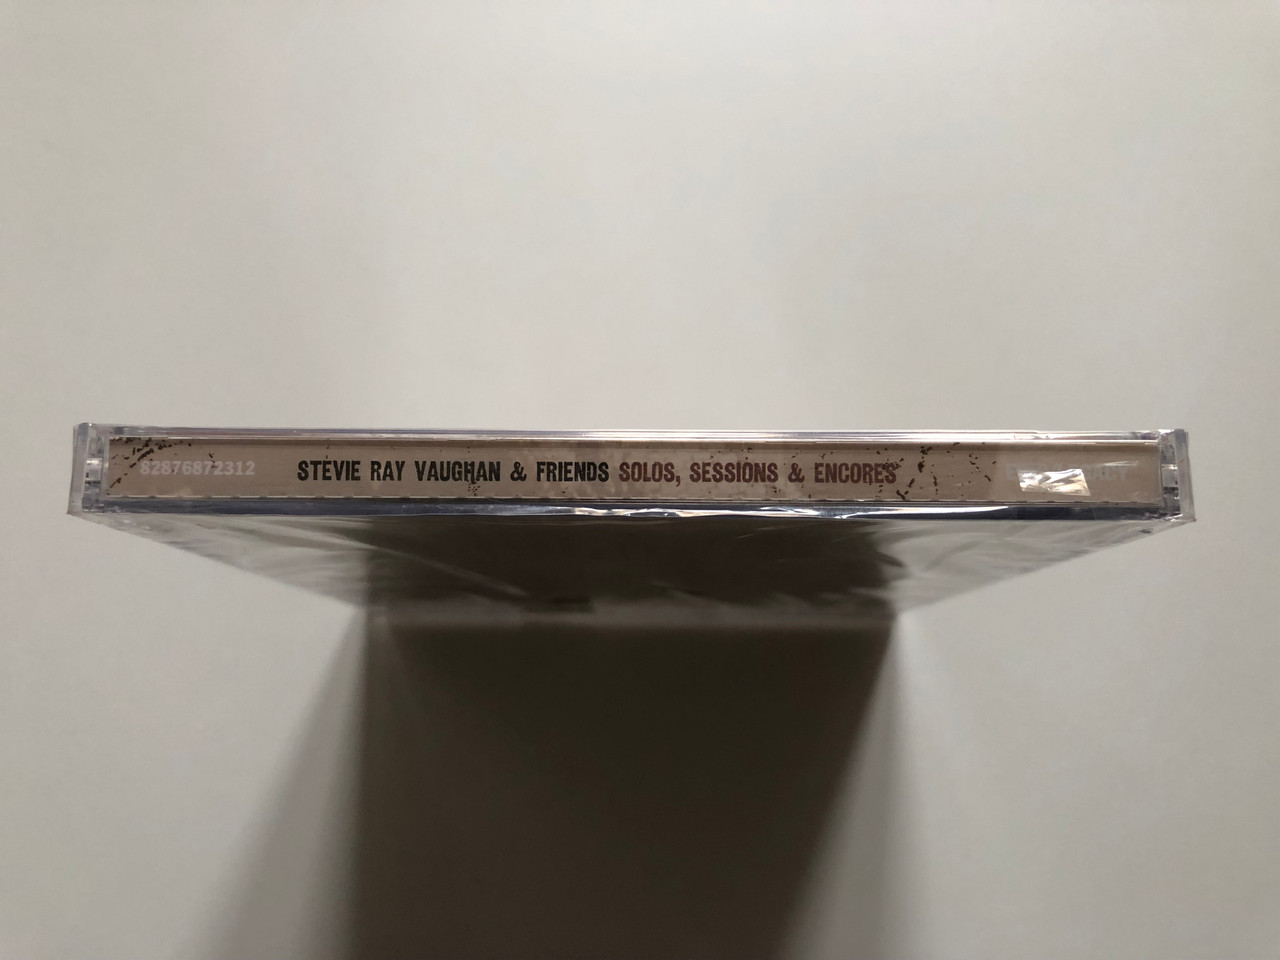 82876872312 STEVIE RAY VAUGHAN & FRIENDS SOLOS, SESSIONS & ENCORES